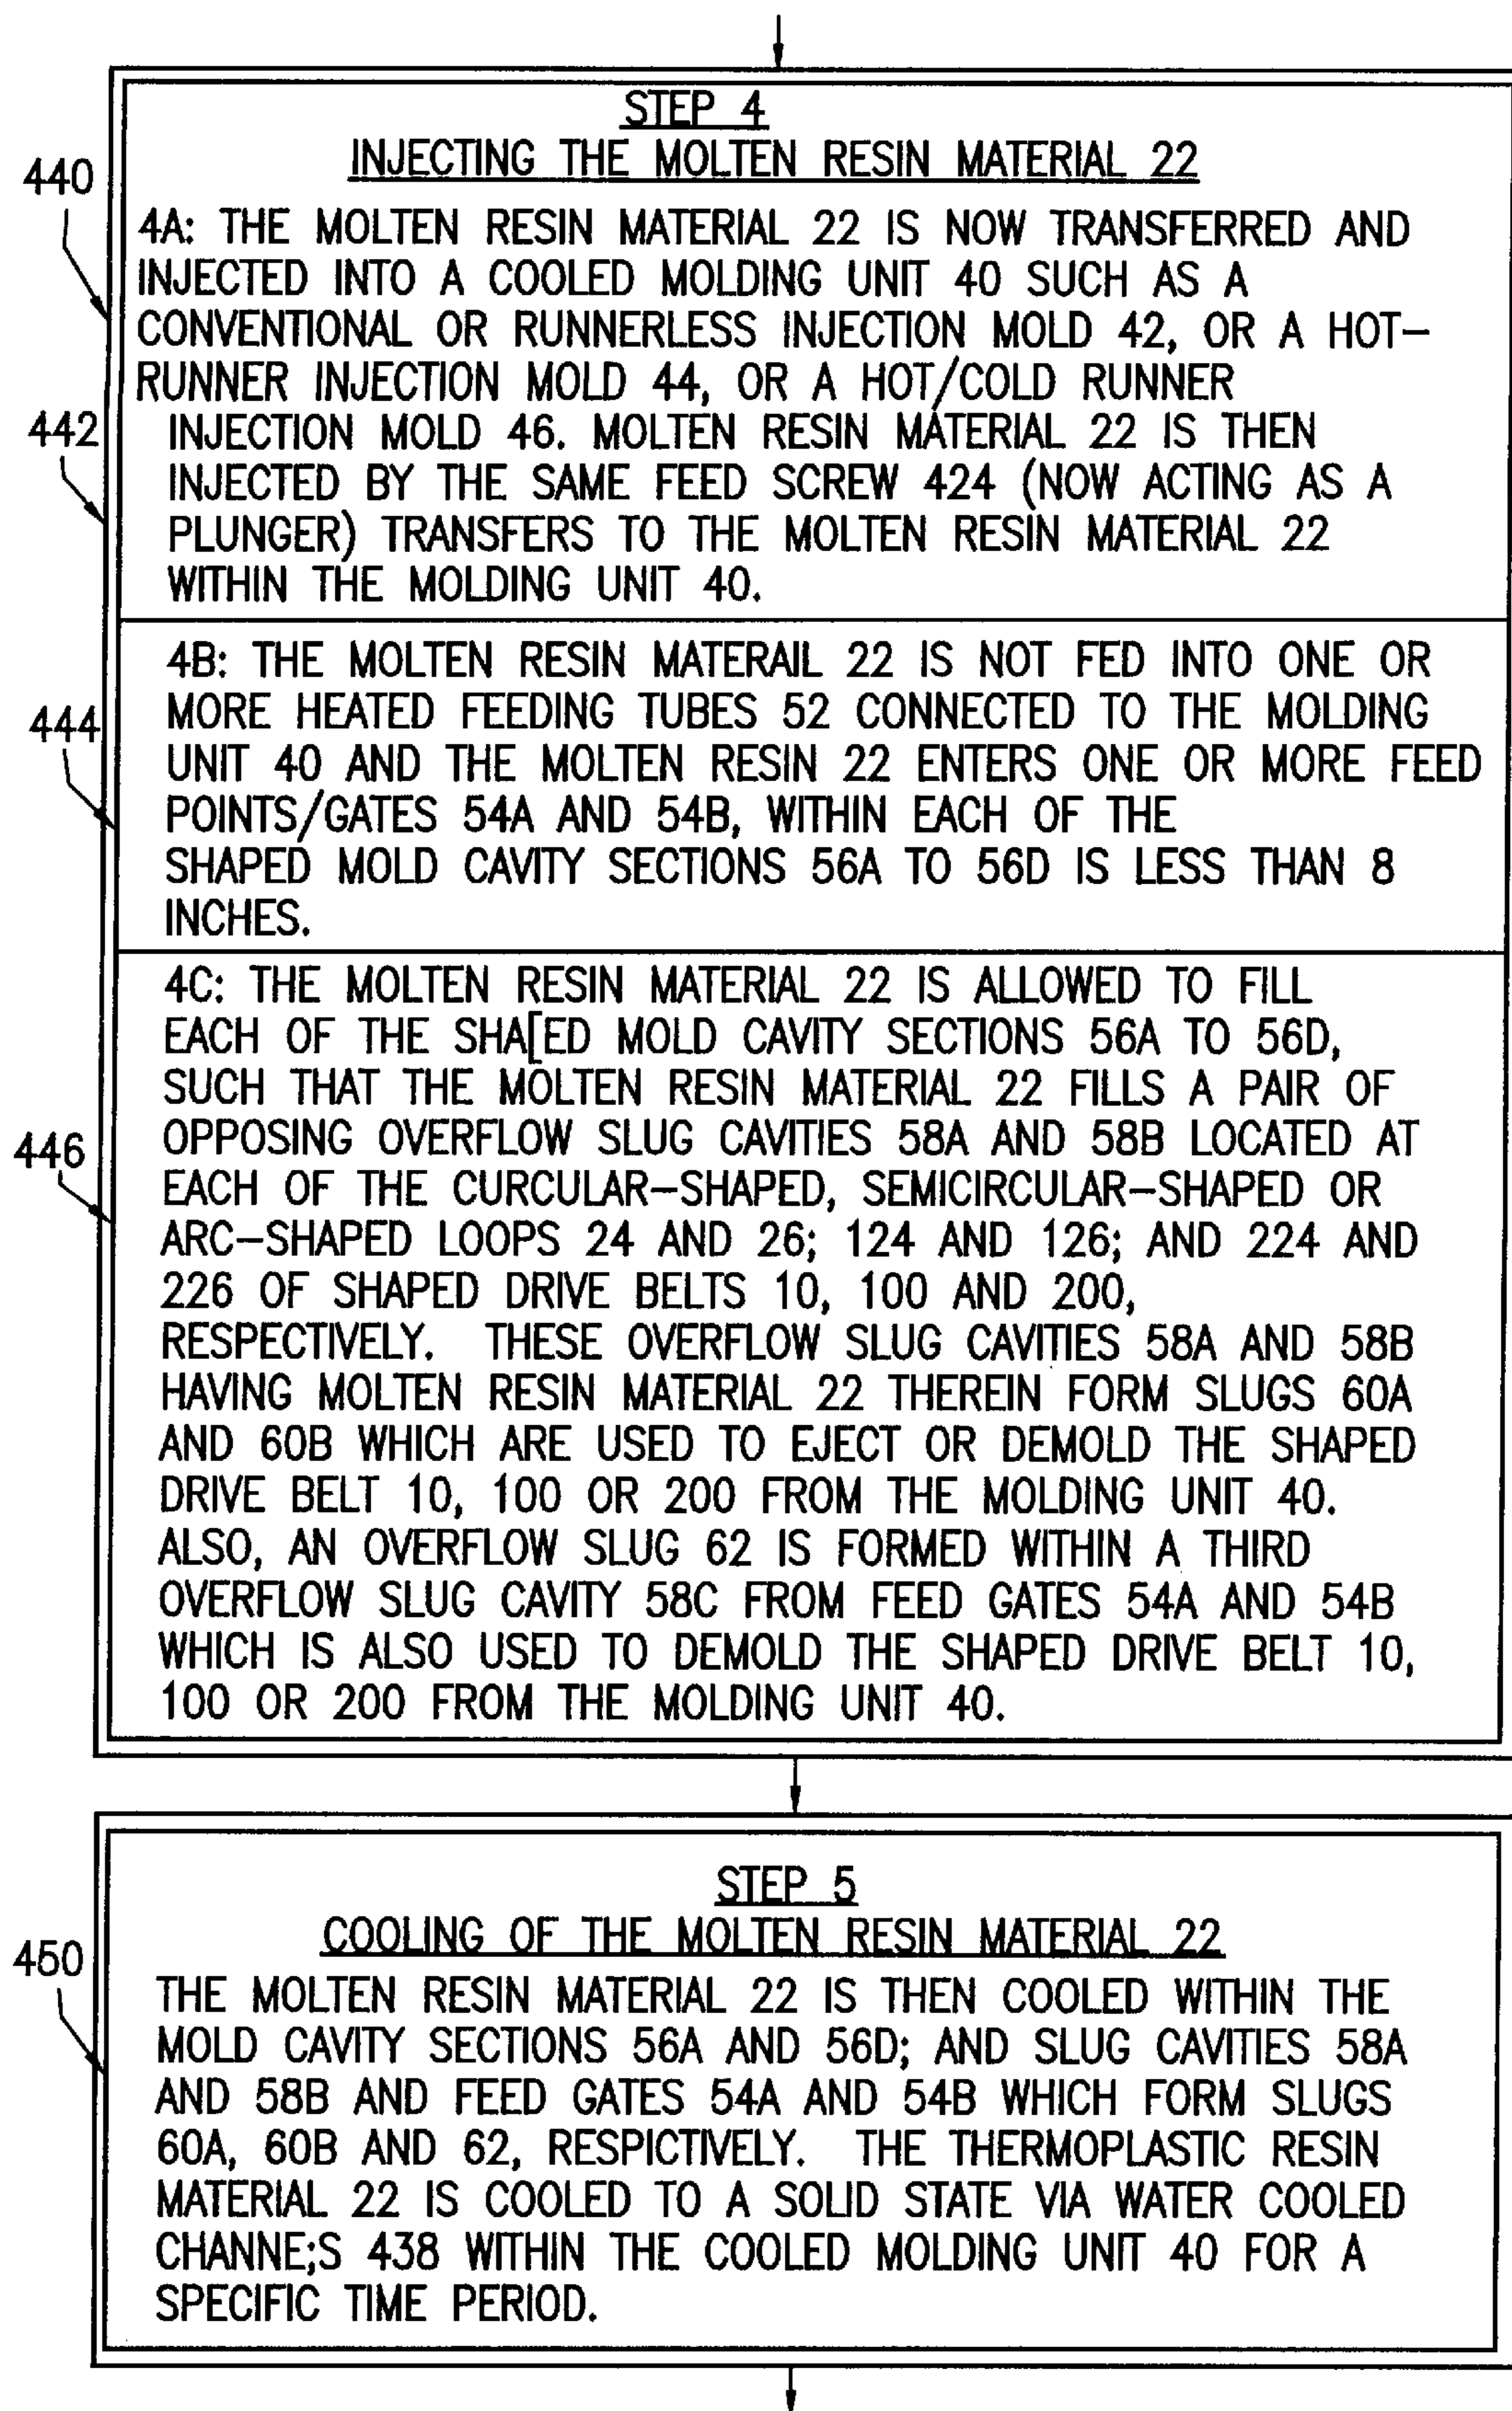 STEP 4
INJECTING THE MOLTEN RESIN MATERIAL 22
440
4A: THE MOLTEN RESIN MATERIAL 22 IS NOW TRANSFERRED AND
INJECTED INTO A COOLED MOLDING UNIT 40 SUCH AS A
CONVENTIONAL OR RUNNERLESS INJECTION MOLD 42, OR A HOT-
RUNNER INJECTION MOLD 44, OR A HOT/COLD RUNNER
442
INJECTION MOLD 46. MOLTEN RESIN MATERIAL 22 IS THEN
INJECTED BY THE SAME FEED SCREW 424 (NOW ACTING AS A
PLUNGER) TRANSFERS TO THE MOLTEN RESIN MATERIAL 22
WITHIN THE MOLDING UNIT 40.
4B: THE MOLTEN RESIN MATERAIL 22 IS NOT FED INTO ONE OR
444
MORE HEATED FEEDING TUBES 52 CONNECTED TO THE MOLDING
UNIT 40 AND THE MOLTEN RESIN 22 ENTERS ONE OR MORE FEED
POINTS/GATES 54A AND 54B, WITHIN EACH OF THE
SHAPED MOLD CAVITY SECTIONS 56A TO 56D IS LESS THAN 8
INCHES.
4C: THE MOLTEN RESIN MATERIAL 22 IS ALLOWED TO FILL
EACH OF THE SHA[ED MOLD CAVITY SECTIONS 56A TO 56D,
SUCH THAT THE MOLTEN RESIN MATERIAL 22 FILLS A PAIR OF
446
OPPOSING OVERFLOW SLUG CAVITIES 58A AND 58B LOCATED AT
EACH OF THE CURCULAR-SHAPED, SEMICIRCULAR-SHAPED OR
ARC-SHAPED LOOPS 24 AND 26; 124 AND 126; AND 224 AND
226 OF SHAPED DRIVE BELTS 10, 100 AND 200,
RESPECTIVELY. THESE OVERFLOW SLUG CAVITIES 58A AND 58B
HAVING MOLTEN RESIN MATERIAL 22 THEREIN FORM SLUGS 60A
AND 60B WHICH ARE USED TO EJECT OR DEMOLD THE SHAPED
DRIVE BELT 10, 100 OR 200 FROM THE MOLDING UNIT 40.
ALSO, AN OVERFLOW SLUG 62 IS FORMED WITHIN A THIRD
OVERFLOW SLUG CAVITY 58C FROM FEED GATES 54A AND 54B
WHICH IS ALSO USED TO DEMOLD THE SHAPED DRIVE BELT 10,
100 OR 200 FROM THE MOLDING UNIT 40.
STEP 5
COOLING OF THE MOLTEN RESIN MATERIAL 22
450
THE MOLTEN RESIN MATERIAL 22 IS THEN COOLED WITHIN THE
MOLD CAVITY SECTIONS 56A AND 56D; AND SLUG CAVITIES 58A
AND 58B AND FEED GATES 54A AND 54B WHICH FORM SLUGS
60A, 60B AND 62, RESPICTIVELY. THE THERMOPLASTIC RESIN
MATERIAL 22 IS COOLED TO A SOLID STATE VIA WATER COOLED
CHANNE;S 438 WITHIN THE COOLED MOLDING UNIT 40 FOR A
SPECIFIC TIME PERIOD.